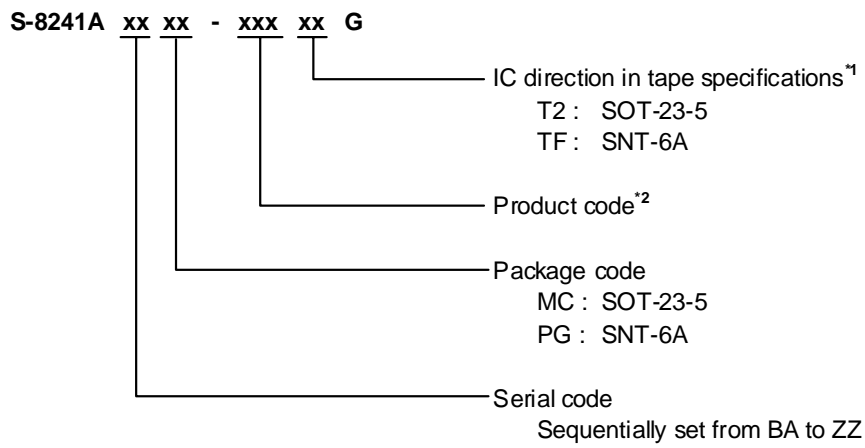 S-8241A xx xx - xxx xx G
IC direction in tape specifications*1
T2 : SOT-23-5
TF : SNT-6A
Product code*2
Package code
MC : SOT-23-5
PG : SNT-6A
Serial code
Sequentially set from BA to ZZ